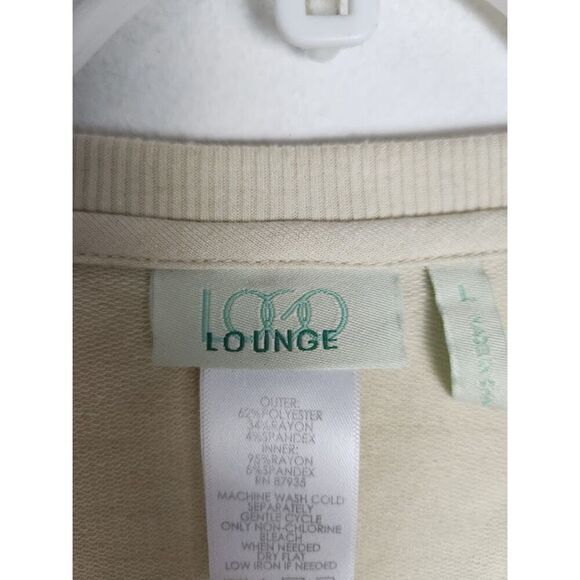 LOGO
LOUNGE
OUTER:
62%POLYESTER
34%RAYON
4%SPANDEX
INNER:
95%RAYON
5%SPANDEX
RN 87935
MACHINE WASH COLD
SEPARATELY
GENTLE CYCLE
ONLY NON-CHLORINE
BLEACH
WHEN NEEDED
DRY FLAT
LOW IRON IF NEEDED